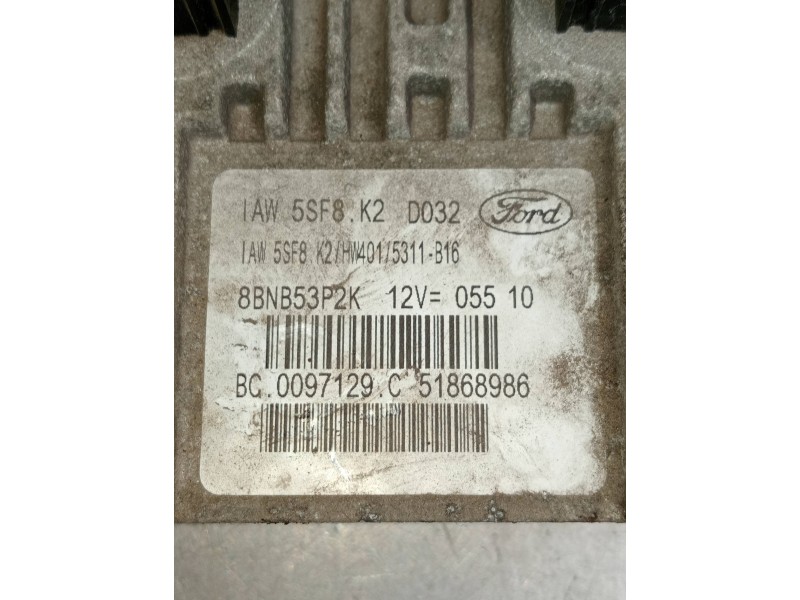 IAW 5SF8.K2 D032 Ford
IAW 5SF8 K2/HW401/5311-B16
8BNB53P2K 12V= 055 10
BC.0097129.C 51868986